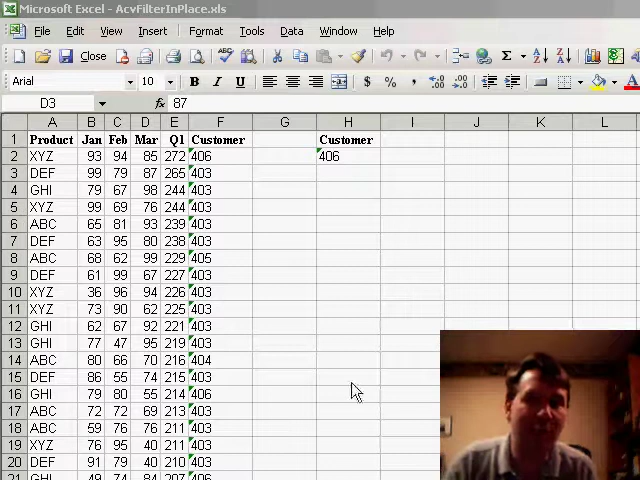 Microsoft Excel - AcvFilterInPlace.xls
File Edit View Insert Format Tools Data Window Help
Close Σ
Arial 10 B I U $ % , A
D3 fx 87
A B C D E F G H I J K L
1 Product Jan Feb Mar Q1 Customer Customer
2 XYZ 93 94 85 272 406 406
3 DEF 99 79 87 265 403
4 GHI 79 67 98 244 403
5 XYZ 99 69 76 244 403
6 ABC 65 81 93 239 403
7 DEF 63 95 80 238 403
8 ABC 68 62 99 229 405
9 DEF 61 99 67 227 403
10 XYZ 36 96 94 226 403
11 XYZ 73 90 62 225 403
12 GHI 62 67 92 221 403
13 GHI 77 47 95 219 403
14 ABC 80 66 70 216 404
15 DEF 86 55 74 215 403
16 GHI 79 80 55 214 406
17 ABC 72 72 69 213 403
18 ABC 59 76 76 211 403
19 XYZ 76 95 40 211 403
20 DEF 91 79 40 210 403
21 GHI 49 74 84 207 406